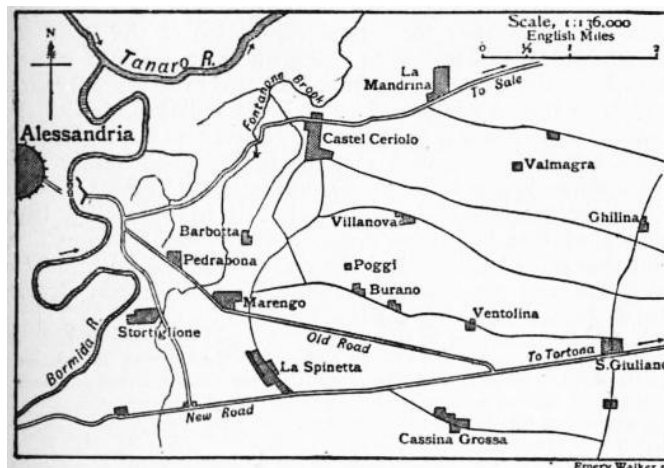 Scale, 1:136,000
English Miles
0 ½ 1 2
N
Tanaro R.
La
Mandrina
To Sale
Fontanone Brook
Alessandria
Castel Ceriolo
Valmagra
Villanova
Ghilina
Barbotta
Pedrabona
Poggi
Marengo
Burano
Ventolina
Stortiglione
Bormida R.
Old Road
To Tortona
La Spinetta
S. Giuliano
New Road
Cassina Grossa
Emery Walker